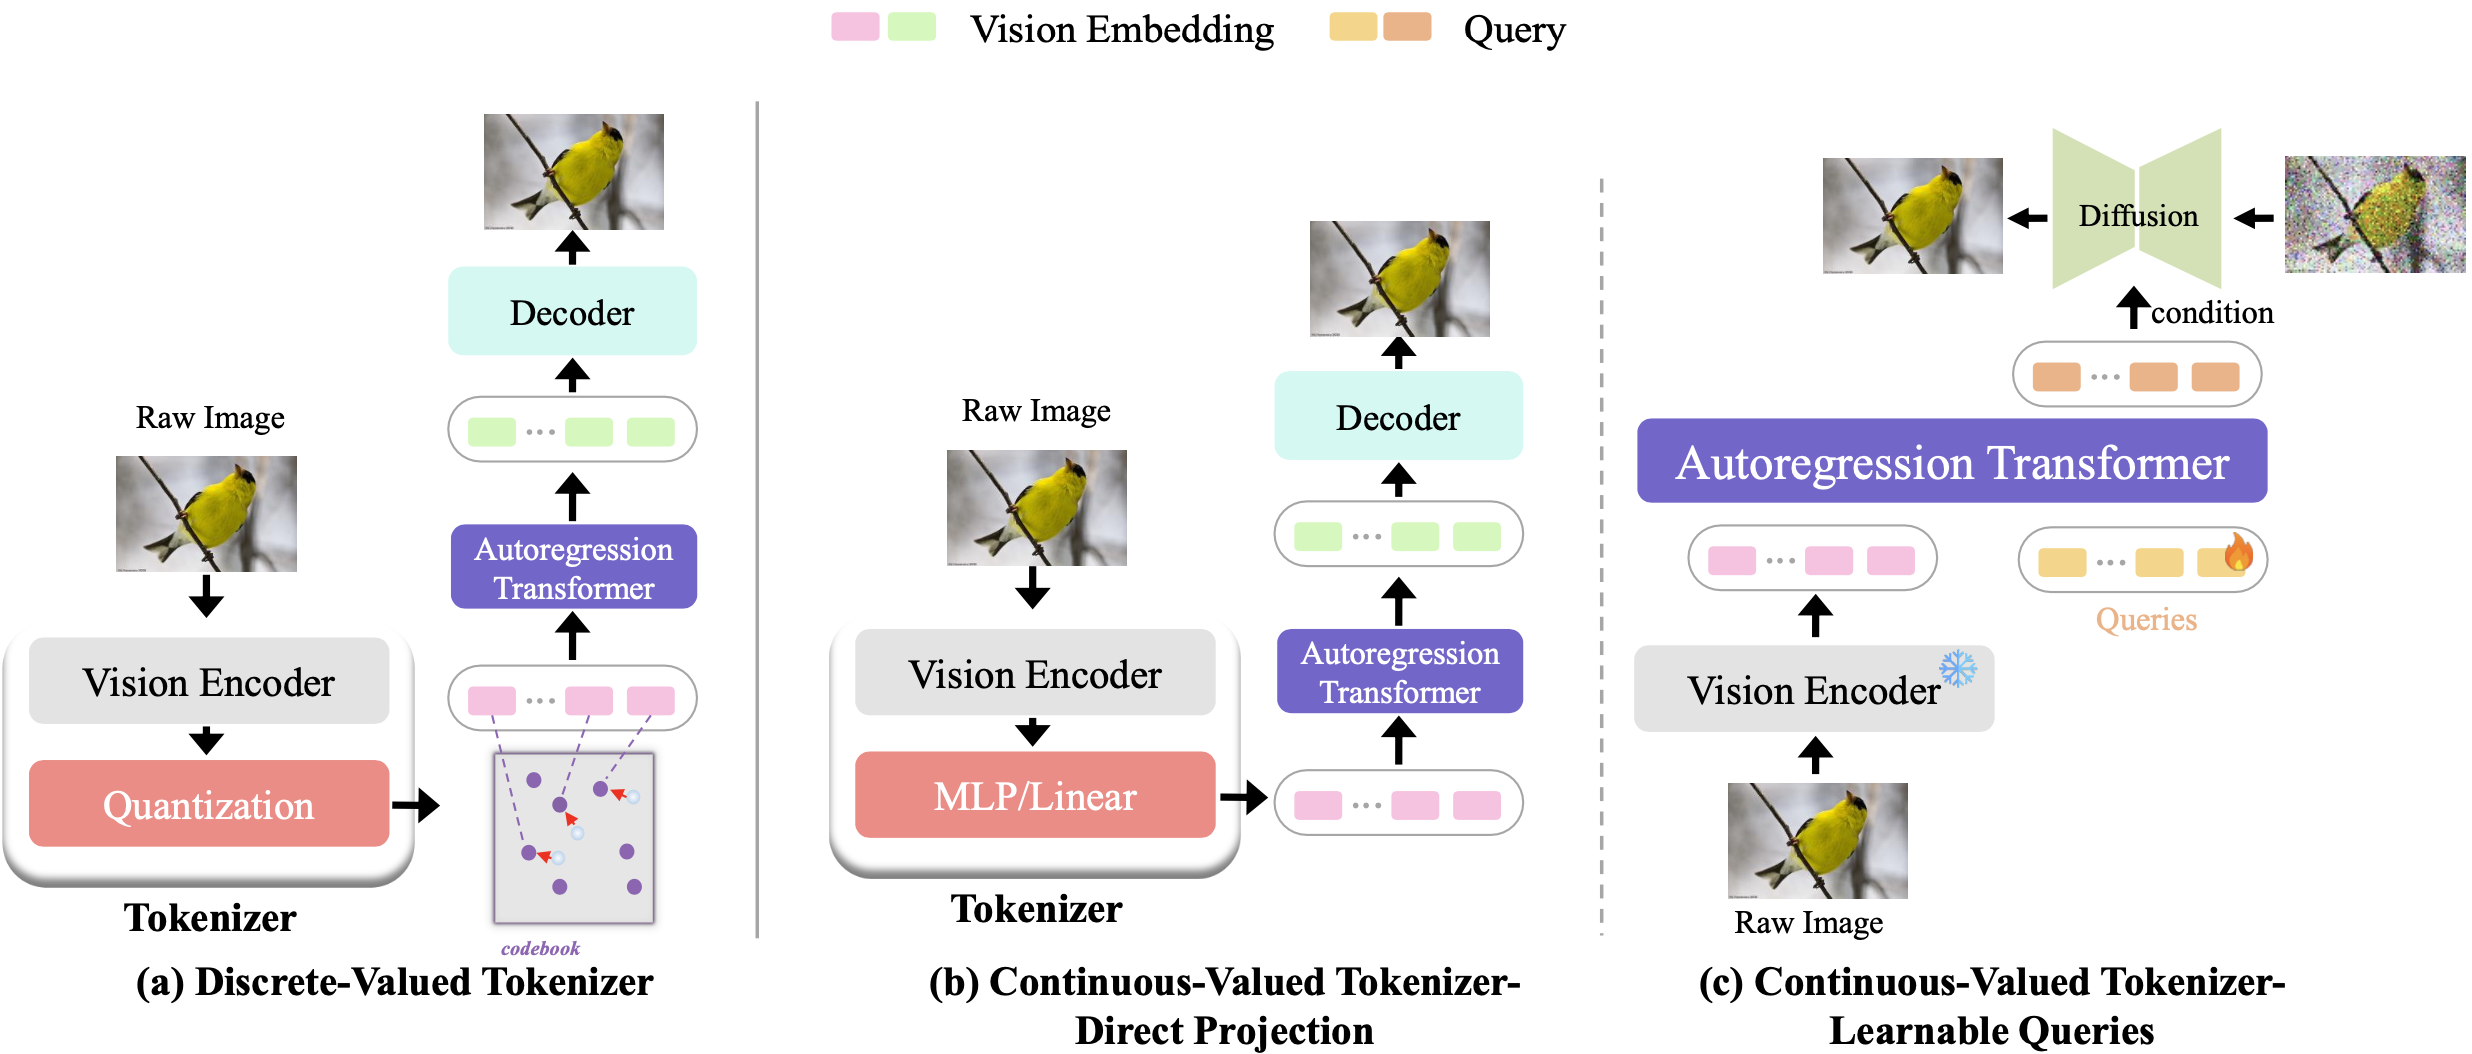 Vision Embedding
Query
Raw Image
Vision Encoder
Quantization
Tokenizer
Decoder
Autoregression
Transformer
codebook
(a) Discrete-Valued Tokenizer
Raw Image
Vision Encoder
MLP/Linear
Tokenizer
Decoder
Autoregression
Transformer
(b) Continuous-Valued Tokenizer-
Direct Projection
Diffusion
condition
Autoregression Transformer
Queries
Vision Encoder
Raw Image
(c) Continuous-Valued Tokenizer-
Learnable Queries